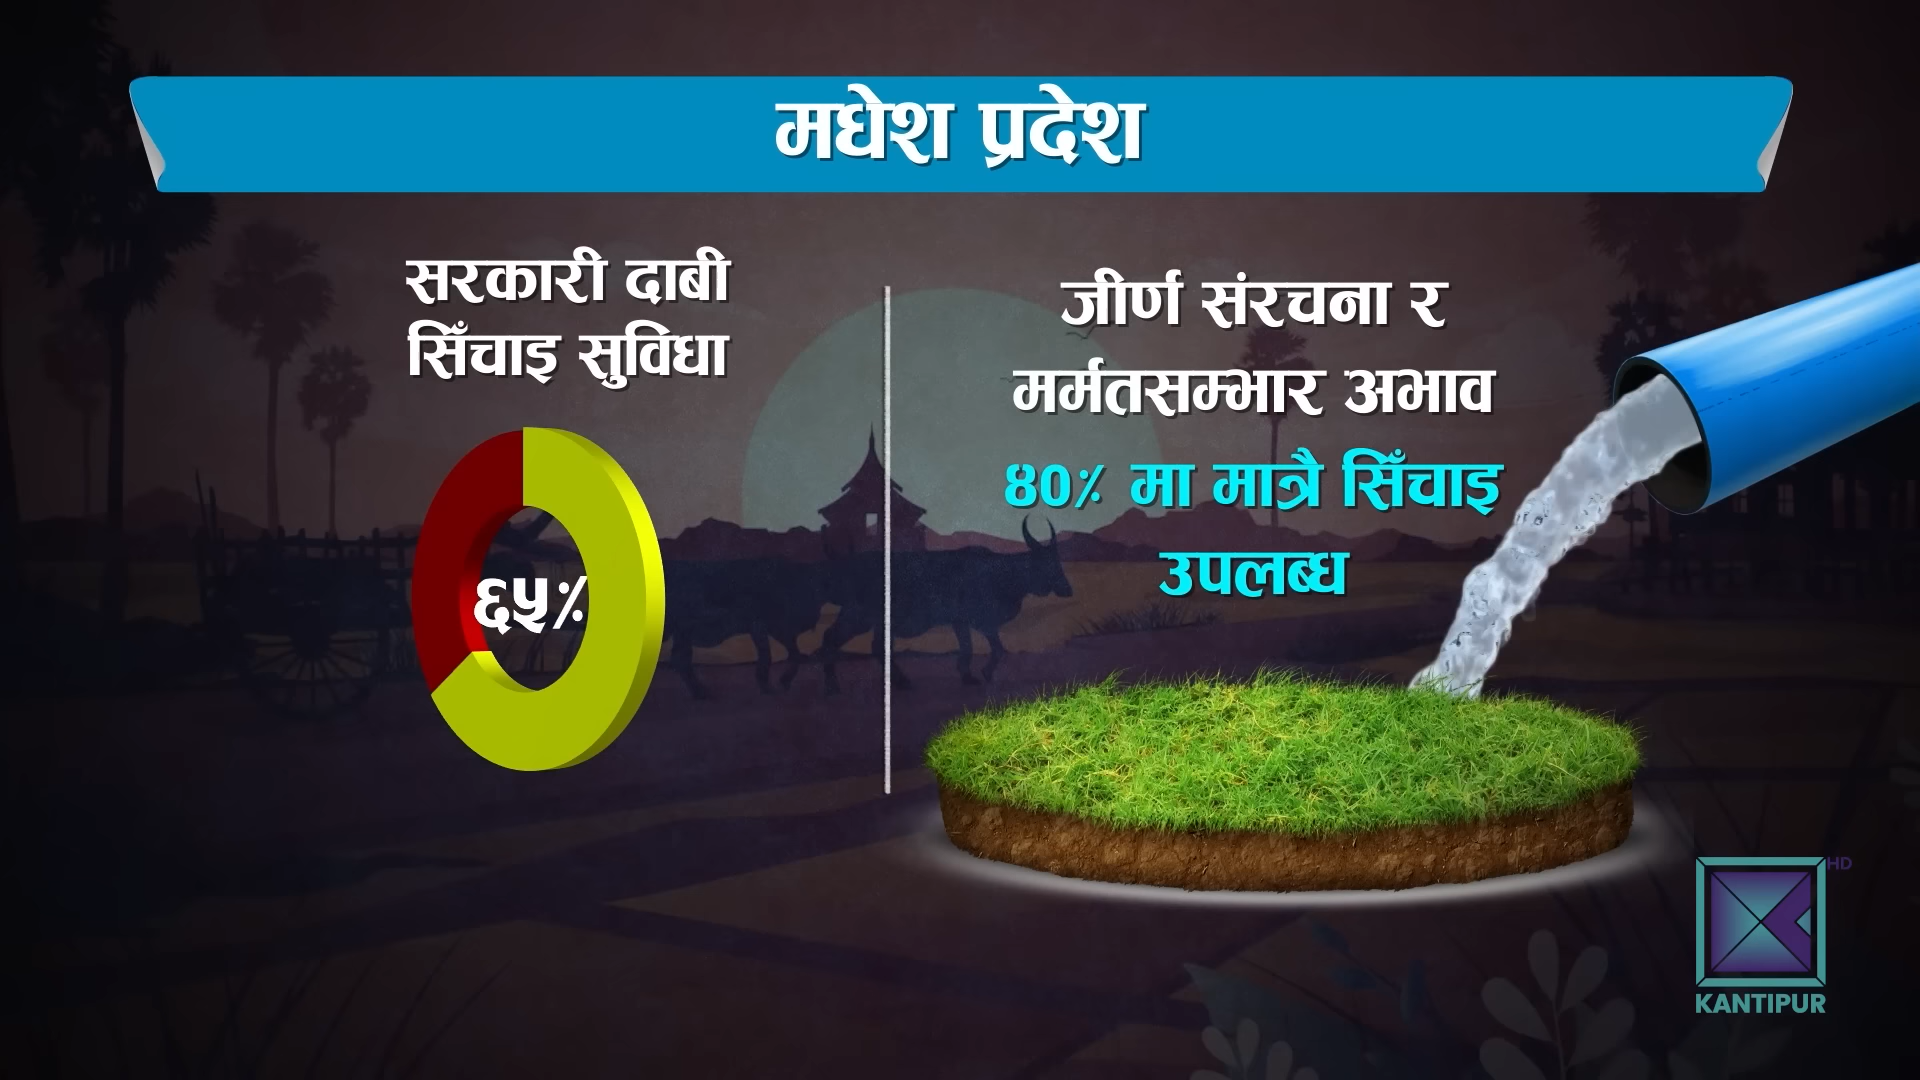 मधेश प्रदेश
सरकारी दाबी
सिँचाइ सुविधा
६५%
जीर्ण संरचना र
मर्मतसम्भार अभाव
४०% मा मात्रै सिँचाइ
उपलब्ध
HD
KANTIPUR